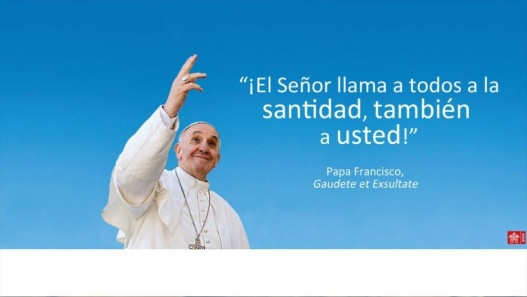 “¡El Señor llama a todos a la
santidad, también
a usted!”
Papa Francisco,
Gaudete et Exsultate